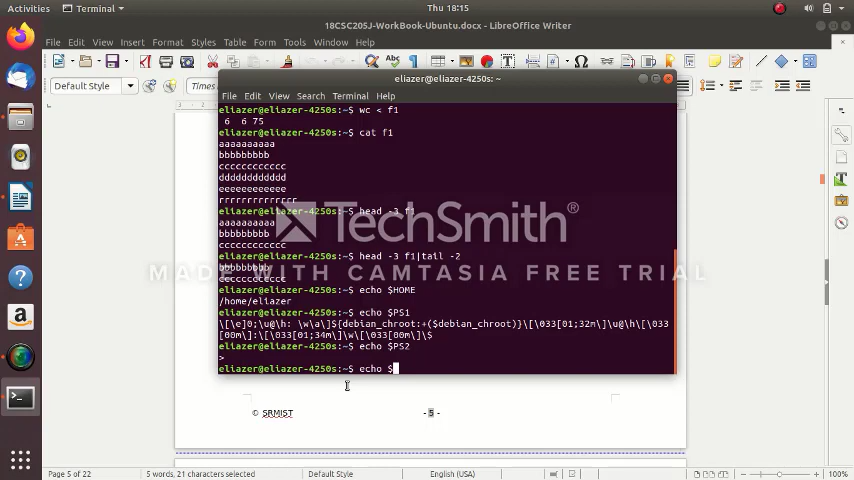 Activities Terminal Thu 18:15
18CSC205J-WorkBook-Ubuntu.docx - LibreOffice Writer
File Edit View Insert Format Styles Table Form Tools Window Help
Default Style
eliazer@eliazer-4250s: ~
File Edit View Search Terminal Help
eliazer@eliazer-4250s:~$ wc < f1
6 6 75
eliazer@eliazer-4250s:~$ cat f1
aaaaaaaaaa
bbbbbbbbb
cccccccccccc
dddddddddddd
eeeeeeeeeeee
rrrrrrrrrrrrrr
eliazer@eliazer-4250s:~$ head -3 f1
aaaaaaaaaa
bbbbbbbbb
cccccccccccc
TechSmith®
eliazer@eliazer-4250s:~$ head -3 f1|tail -2
bbbbbbbbb
cccccccccccc
MADE WITH CAMTASIA FREE TRIAL
eliazer@eliazer-4250s:~$ echo $HOME
/home/eliazer
eliazer@eliazer-4250s:~$ echo $PS1
\[\e]0;\u@\h: \w\a\]${debian_chroot:+($debian_chroot)}\[\033[01;32m\]\u@\h\[\033
[00m\]:\[\033[01;34m\]\w\[\033[00m\]\$
eliazer@eliazer-4250s:~$ echo $PS2
>
eliazer@eliazer-4250s:~$ echo $
© SRMIST - 5 -
Page 5 of 22 5 words, 21 characters selected Default Style English (USA) 100%